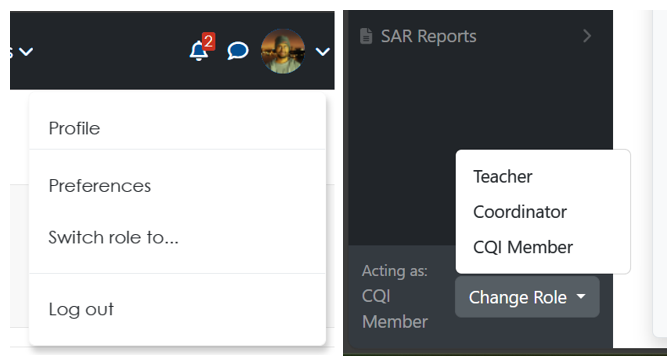 2
Profile
Preferences
Switch role to...
Log out
SAR Reports
Teacher
Coordinator
CQI Member
Acting as:
CQI
Member
Change Role